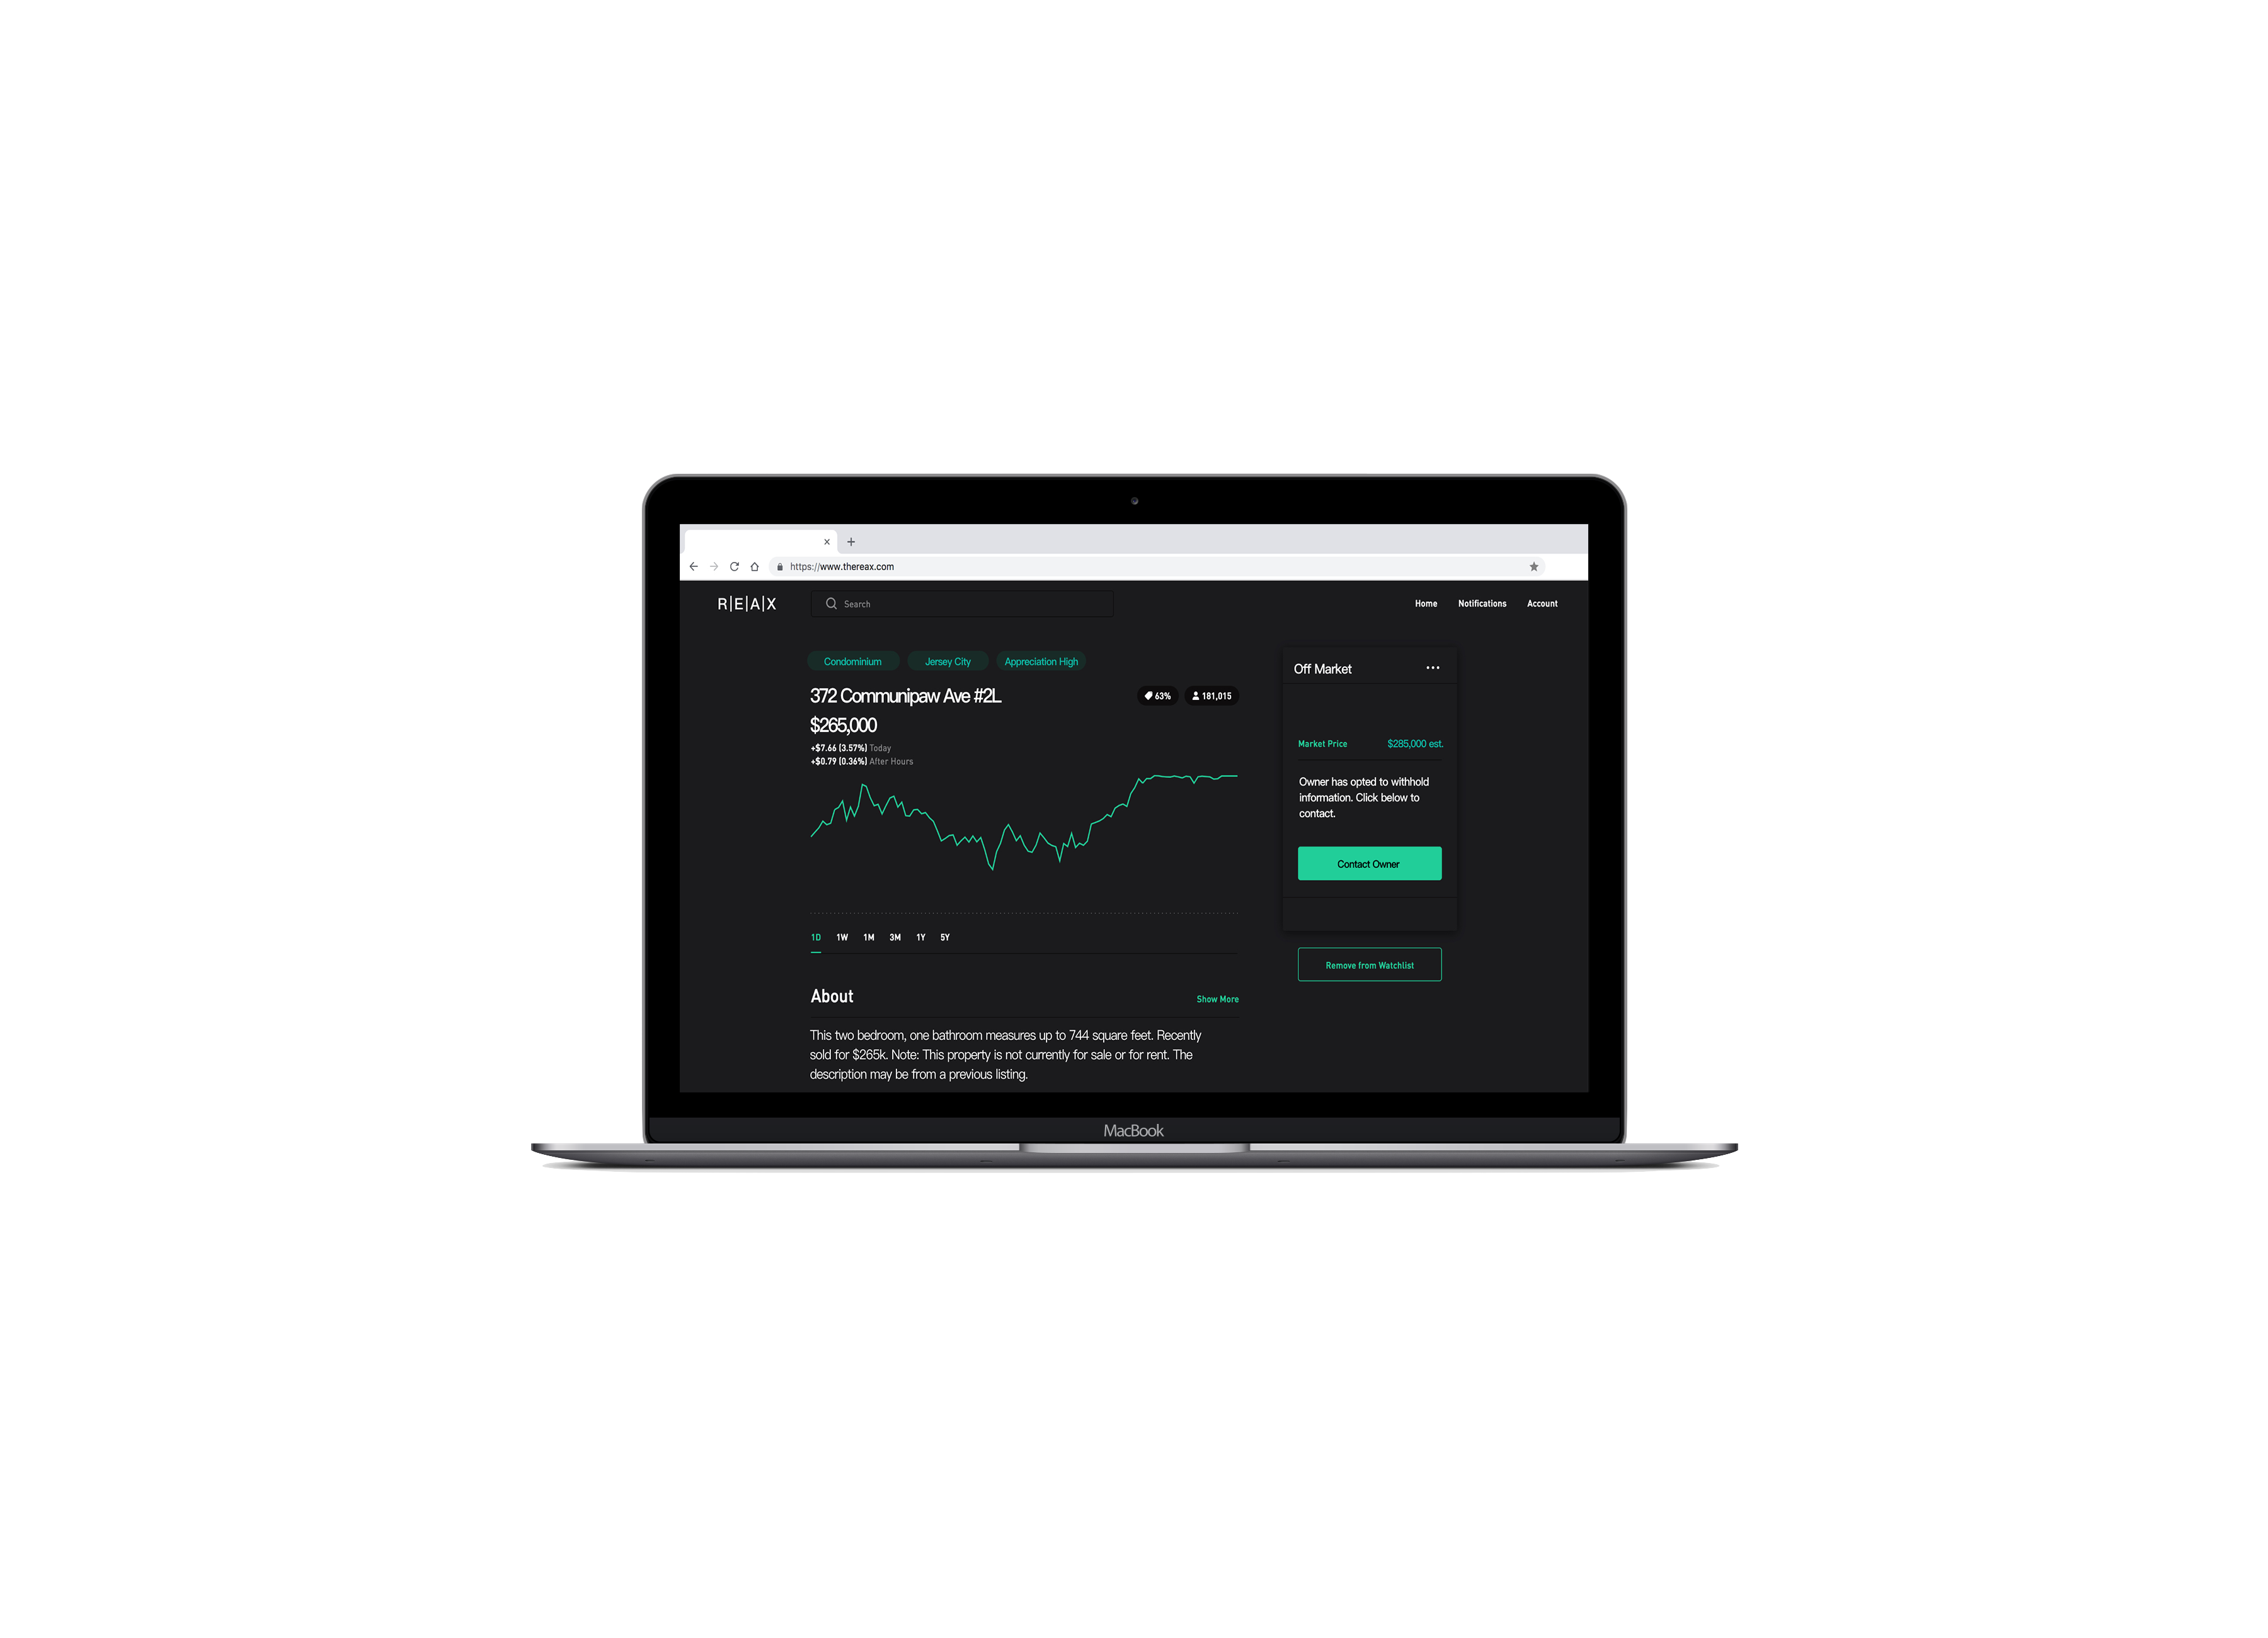 https://www.thereax.com
R|E|A|X
Search
Home
Notifications
Account
Condominium
Jersey City
Appreciation High
372 Communipaw Ave #2L
63%
181,015
$265,000
+$7.66 (3.57%) Today
+$0.79 (0.36%) After Hours
1D 1W 1M 3M 1Y 5Y
About
Show More
This two bedroom, one bathroom measures up to 744 square feet. Recently
sold for $265k. Note: This property is not currently for sale or for rent. The
description may be from a previous listing.
Off Market
Market Price
$285,000 est.
Owner has opted to withhold
information. Click below to
contact.
Contact Owner
Remove from Watchlist
MacBook